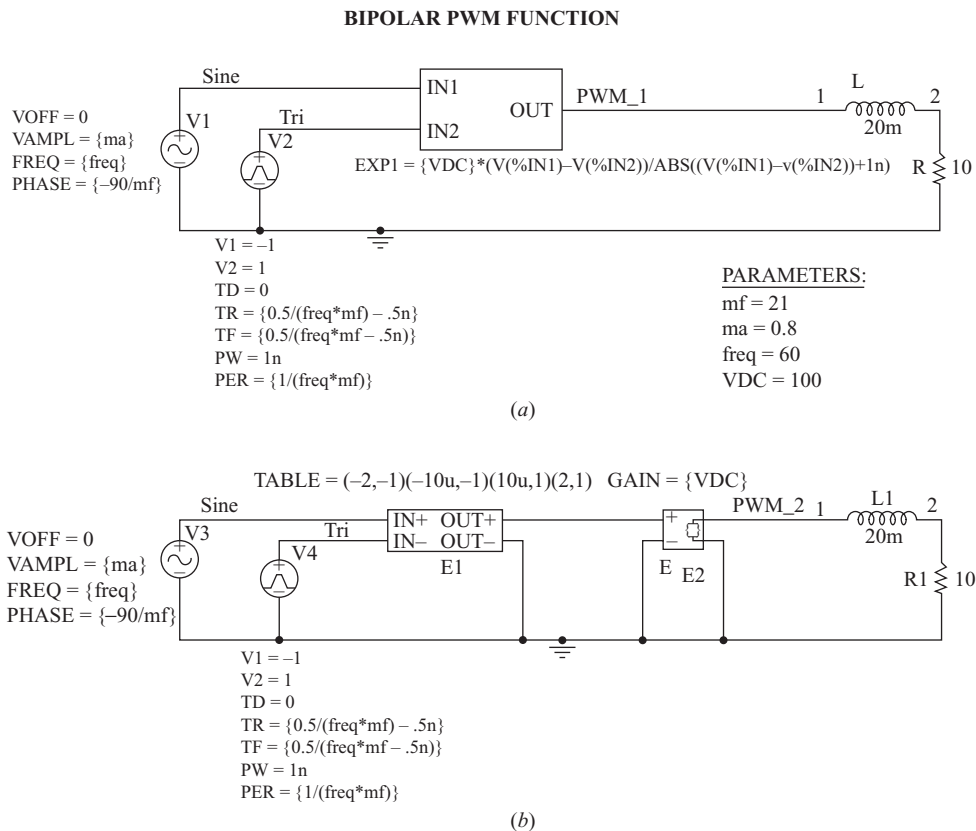 BIPOLAR PWM FUNCTION
Sine
IN1
PWM_1
1
L
2
VOFF = 0
V1
Tri
OUT
20m
VAMPL = {ma}
V2
IN2
FREQ = {freq}
EXP1 = {VDC}*(V(%IN1)–V(%IN2))/ABS((V(%IN1)–v(%IN2))+1n)
R
10
PHASE = {–90/mf}
V1 = –1
V2 = 1
TD = 0
TR = {0.5/(freq*mf) – .5n}
TF = {0.5/(freq*mf – .5n)}
PW = 1n
PER = {1/(freq*mf)}
PARAMETERS:
mf = 21
ma = 0.8
freq = 60
VDC = 100
(a)
TABLE = (–2,–1)(–10u,–1)(10u,1)(2,1) GAIN = {VDC}
Sine
PWM_2
1
L1
2
IN+ OUT+
+
VOFF = 0
V3
Tri
IN– OUT–
–
20m
VAMPL = {ma}
V4
E1
E
E2
FREQ = {freq}
R1
10
PHASE = {–90/mf}
V1 = –1
V2 = 1
TD = 0
TR = {0.5/(freq*mf) – .5n}
TF = {0.5/(freq*mf – .5n)}
PW = 1n
PER = {1/(freq*mf)}
(b)